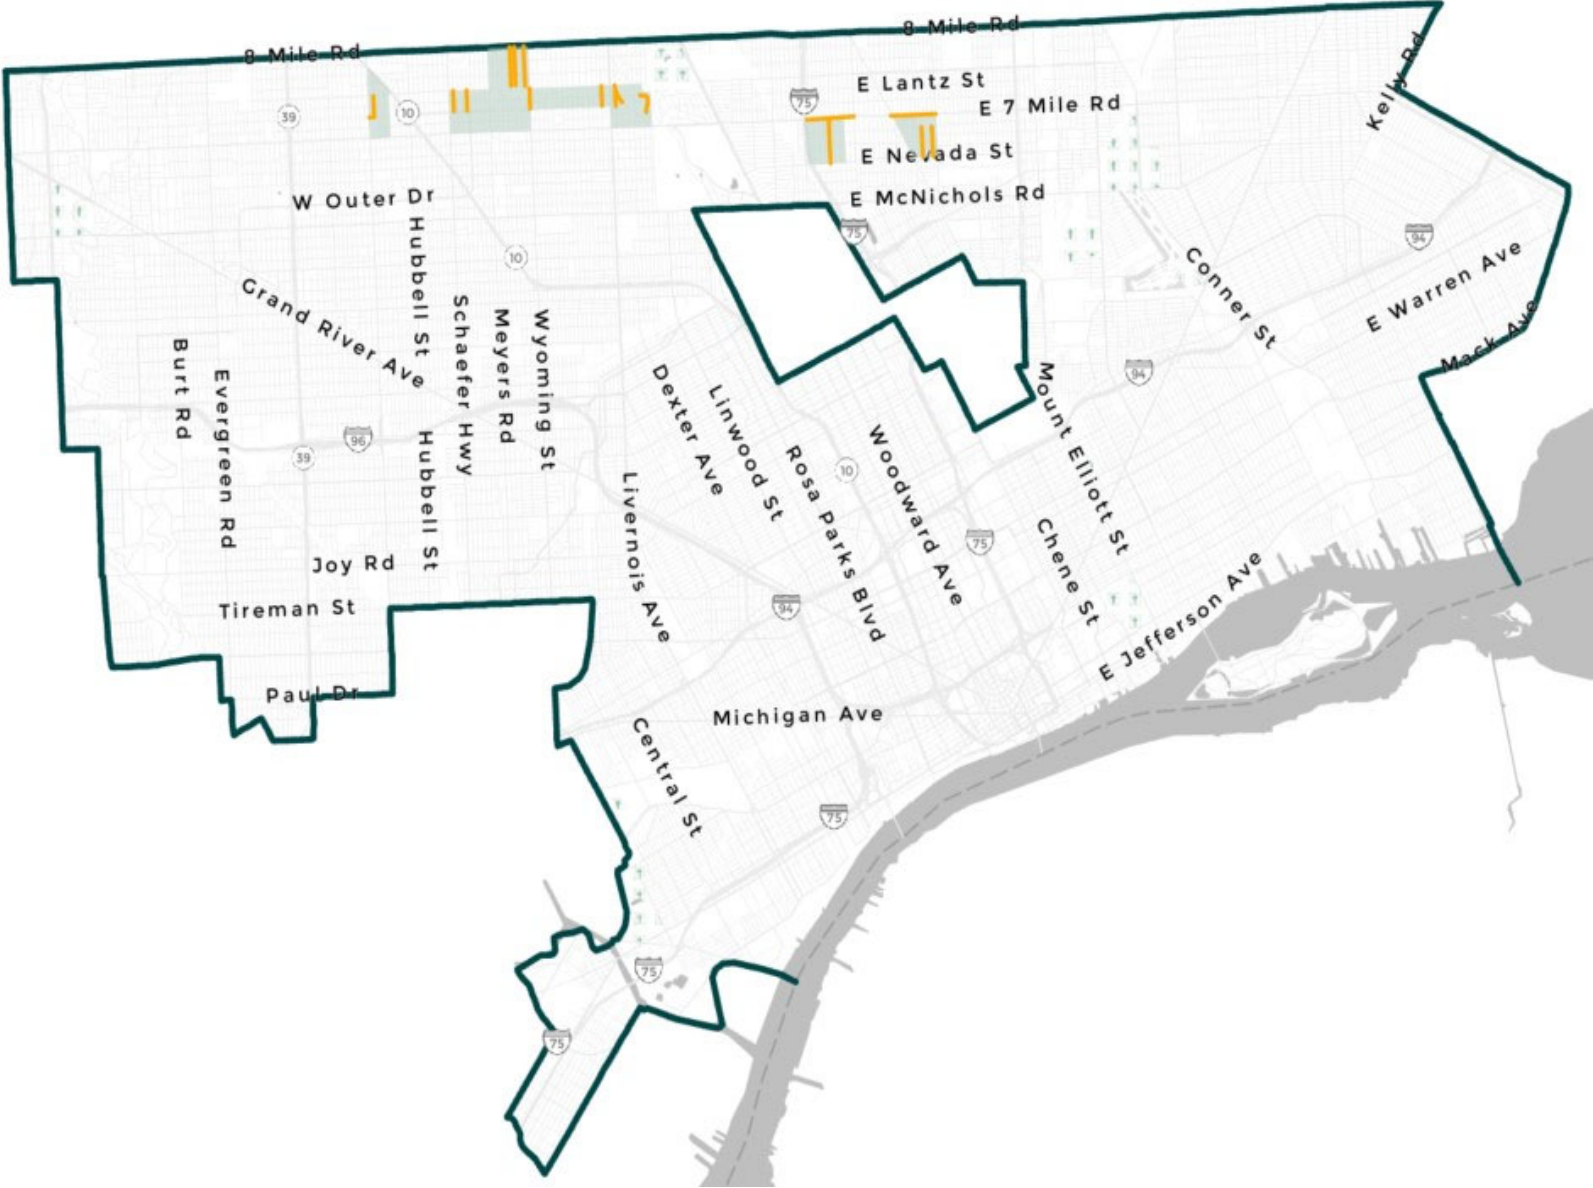 8 Mile Rd
8 Mile Rd
Kelly Rd
E Lantz St
75
E 7 Mile Rd
39
10
E Nevada St
W Outer Dr
E McNichols Rd
Hubbell St
75
94
10
Conner St
E Warren Ave
Grand River Ave
Schaefer Hwy
Meyers Rd
Wyoming St
Mack Ave
Burt Rd
Evergreen Rd
Dexter Ave
Linwood St
Mount Elliott St
94
96
39
Hubbell St
Rosa Parks Blvd
10
Woodward Ave
Livernois Ave
75
Chene St
Joy Rd
Tireman St
94
E Jefferson Ave
Paul Dr
Michigan Ave
Central St
75
75
75